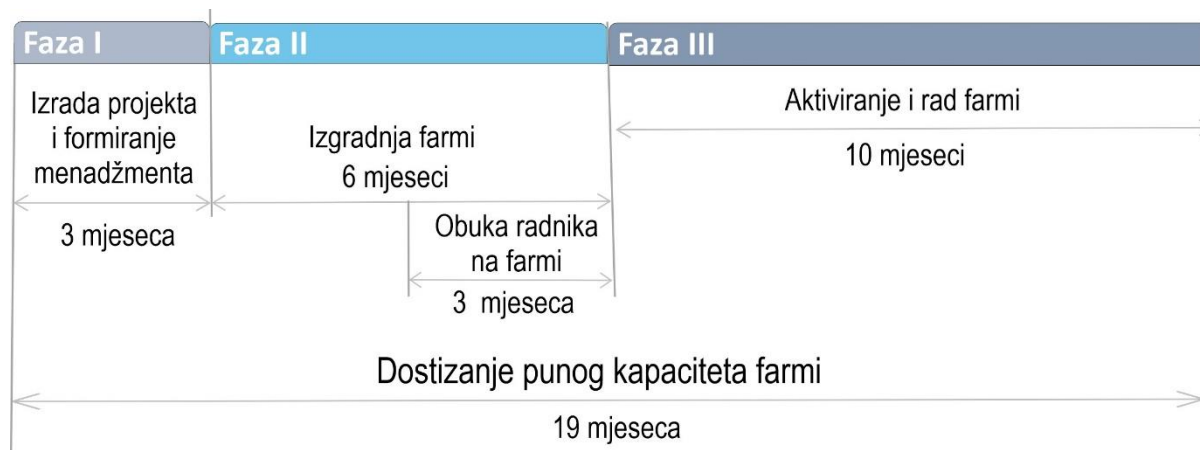 Faza I
Faza II
Faza III
Izrada projekta
i formiranje
menadžmenta
3 mjeseca
Izgradnja farmi
6 mjeseci
Obuka radnika
na farmi
3 mjeseca
Aktiviranje i rad farmi
10 mjeseci
Dostizanje punog kapaciteta farmi
19 mjeseca